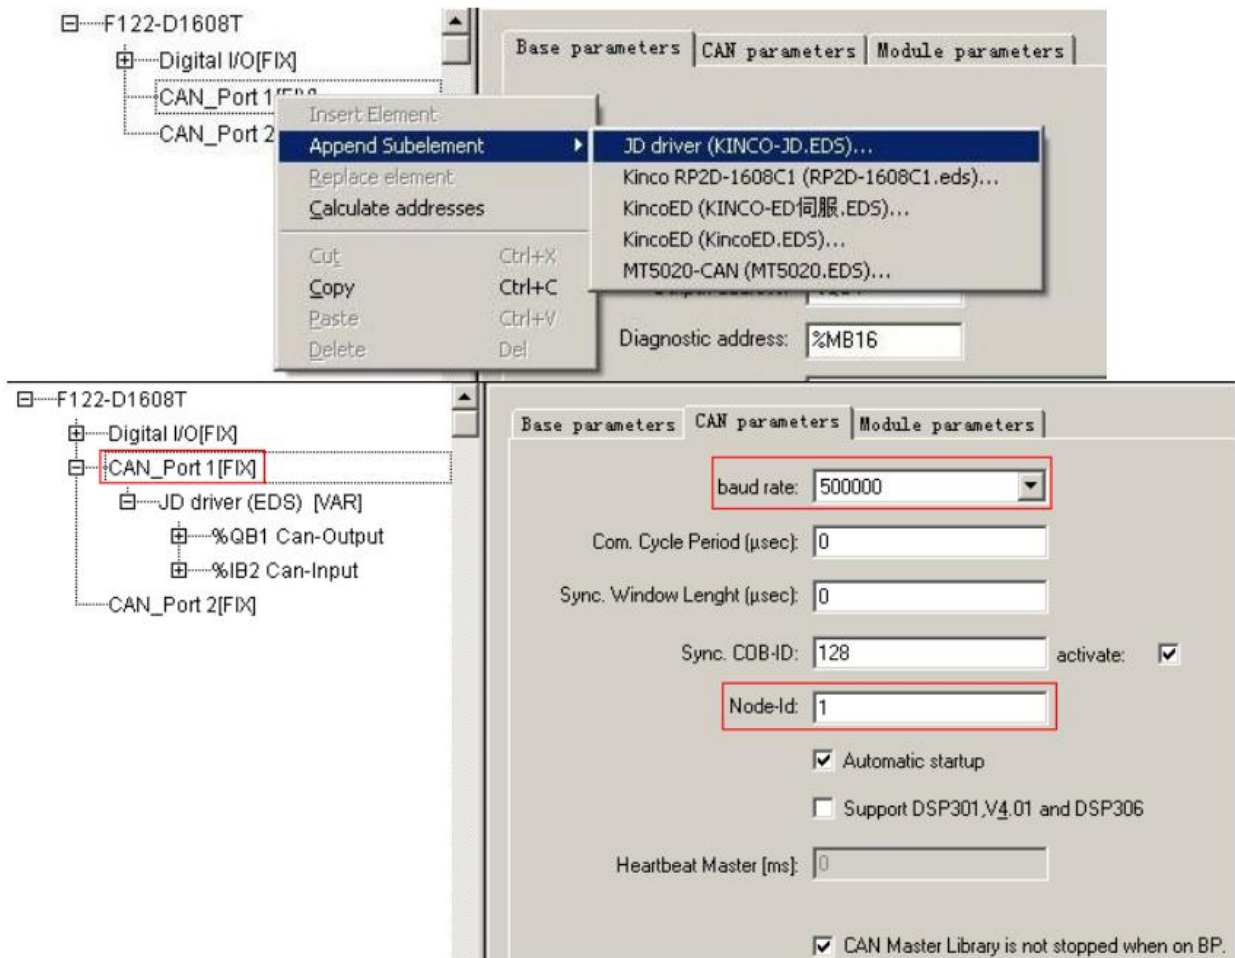 F122-D1608T
Digital I/O[FIX]
CAN_Port 1[FIX]
CAN_Port 2
Insert Element
Append Subelement
Replace element
Calculate addresses
Cut Ctrl+X
Copy Ctrl+C
Paste Ctrl+V
Delete Del
JD driver (KINCO-JD.EDS)...
Kinco RP2D-1608C1 (RP2D-1608C1.eds)...
KincoED (KINCO-ED伺服.EDS)...
KincoED (KincoED.EDS)...
MT5020-CAN (MT5020.EDS)...
Base parameters CAN parameters Module parameters
Diagnostic address: %MB16
F122-D1608T
Digital I/O[FIX]
CAN_Port 1[FIX]
JD driver (EDS) [VAR]
%QB1 Can-Output
%IB2 Can-Input
CAN_Port 2[FIX]
Base parameters CAN parameters Module parameters
baud rate: 500000
Com. Cycle Period (µsec): 0
Sync. Window Lenght (µsec): 0
Sync. COB-ID: 128 activate:
Node-Id: 1
Automatic startup
Support DSP301,V4.01 and DSP306
Heartbeat Master [ms]: 0
CAN Master Library is not stopped when on BP.